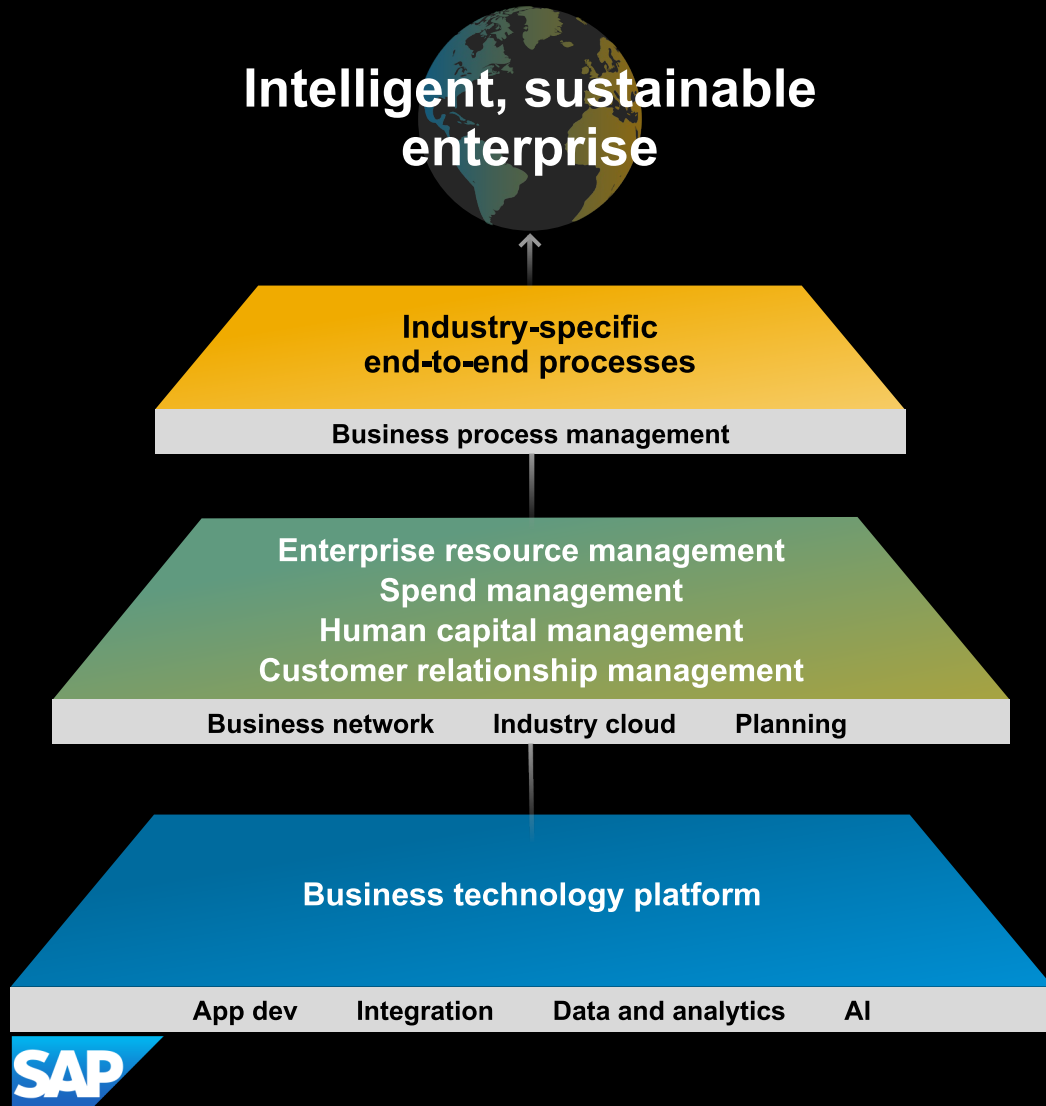 Intelligent, sustainable
enterprise
Industry-specific
end-to-end processes
Business process management
Enterprise resource management
Spend management
Human capital management
Customer relationship management
Business network Industry cloud Planning
Business technology platform
App dev Integration Data and analytics AI
SAP